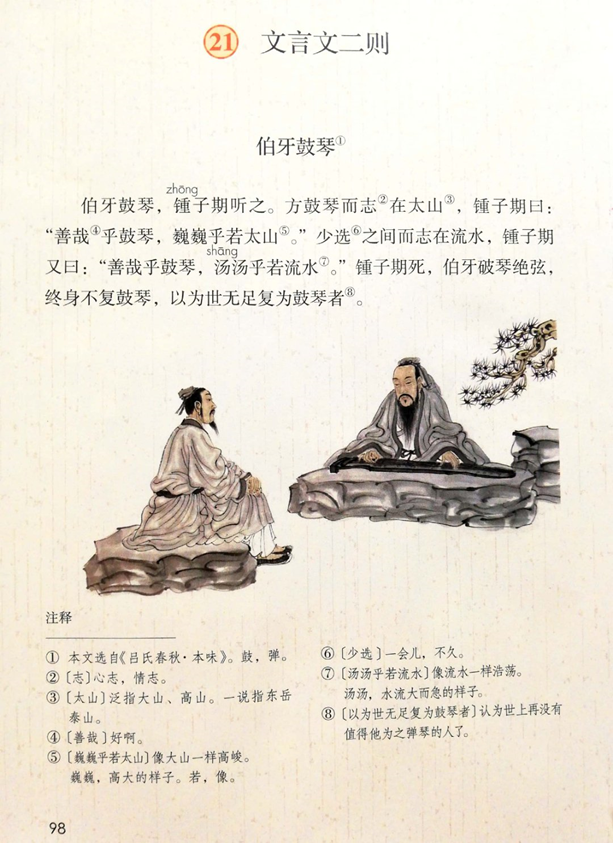 21 文言文二则
伯牙鼓琴①
zhōng
伯牙鼓琴，锺子期听之。方鼓琴而志②在太山③，锺子期曰：
“善哉④乎鼓琴，巍巍乎若太山⑤。”少选⑥之间而志在流水，锺子期
shāng
又曰：“善哉乎鼓琴，汤汤乎若流水⑦。”锺子期死，伯牙破琴绝弦，
终身不复鼓琴，以为世无足复为鼓琴者⑧。
注释
① 本文选自《吕氏春秋·本味》。鼓，弹。
② 〔志〕心志，情志。
③ 〔太山〕泛指大山、高山。一说指东岳
泰山。
④ 〔善哉〕好啊。
⑤ 〔巍巍乎若太山〕像大山一样高峻。
巍巍，高大的样子。若，像。
⑥ 〔少选〕一会儿，不久。
⑦ 〔汤汤乎若流水〕像流水一样浩荡。
汤汤，水流大而急的样子。
⑧ 〔以为世无足复为鼓琴者〕认为世上再没有
值得他为之弹琴的人了。
98